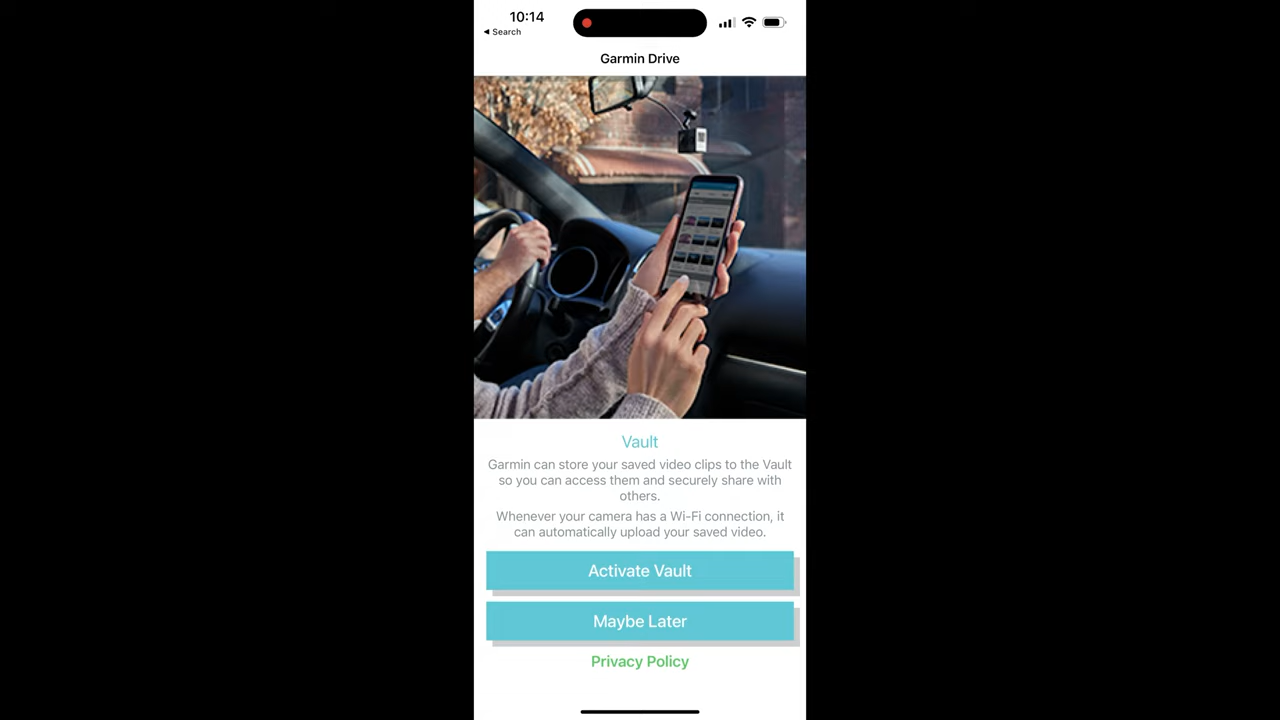 10:14
◀ Search
Garmin Drive
Vault
Garmin can store your saved video clips to the Vault
so you can access them and securely share with
others.
Whenever your camera has a Wi-Fi connection, it
can automatically upload your saved video.
Activate Vault
Maybe Later
Privacy Policy